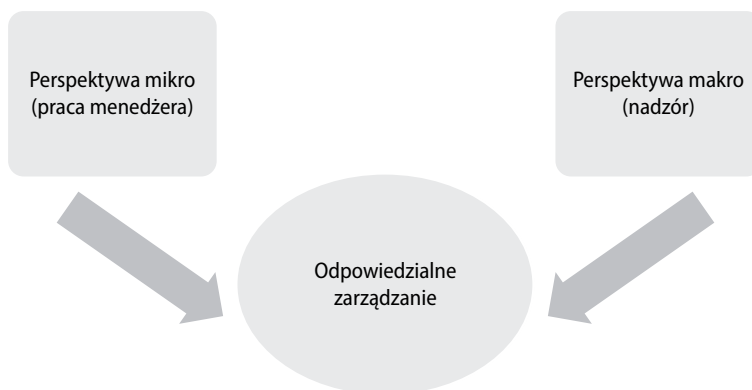 Perspektywa mikro
(praca menedżera)
Perspektywa makro
(nadzór)
Odpowiedzialne
zarządzanie